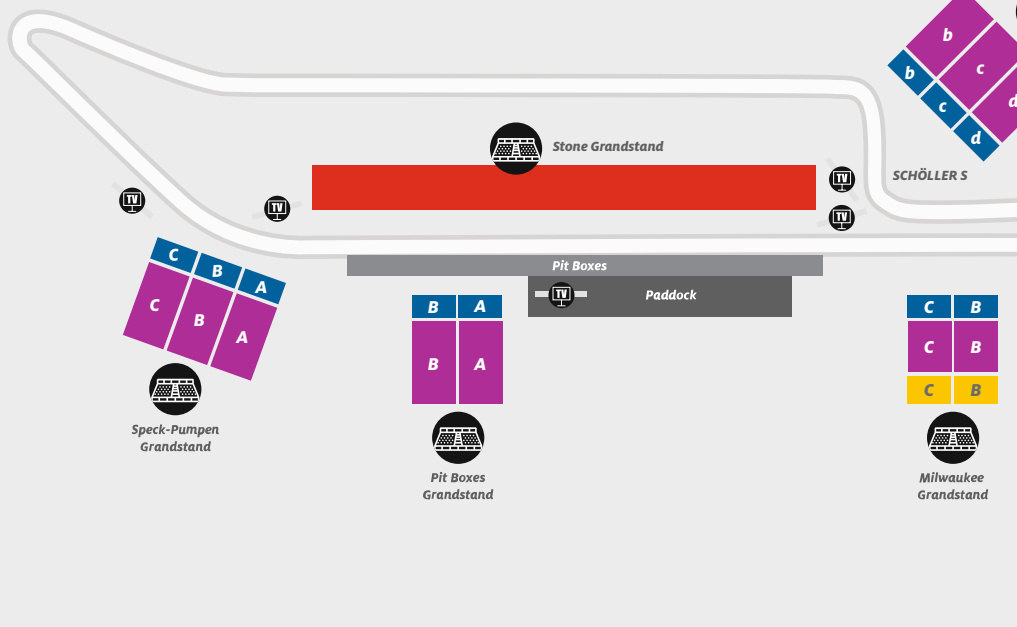 b
c
d
b
c
d
Stone Grandstand
SCHÖLLER S
TV
TV
TV
TV
C
B
A
C
B
A
Pit Boxes
TV
Paddock
B
A
B
A
C
B
C
B
C
B
Speck-Pumpen
Grandstand
Pit Boxes
Grandstand
Milwaukee
Grandstand